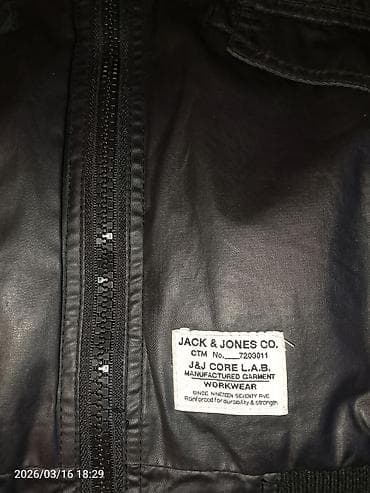 JACK & JONES CO.
CTM No.___7203011
J&J CORE L.A.B.
MANUFACTURED GARMENT
WORKWEAR
SINCE NINETEEN SEVENTY FIVE
Reinforced for durability & strength
2026/03/16 18:29